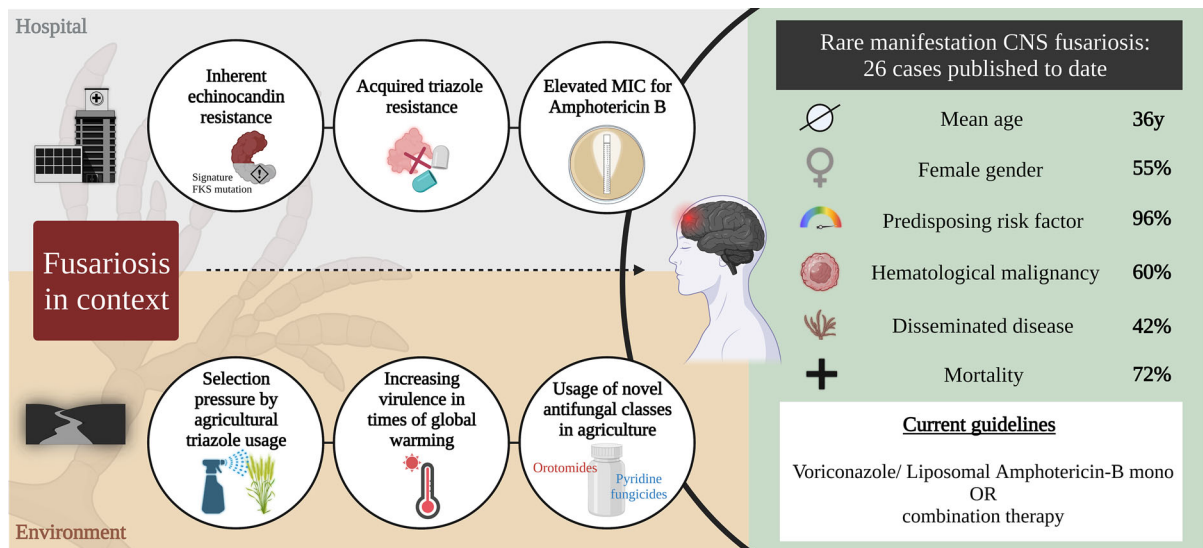 Hospital
Inherent
echinocandin
resistance
Signature
FKS mutation
Acquired triazole
resistance
Elevated MIC for
Amphotericin B
Fusariosis
in context
Selection
pressure by
agricultural
triazole usage
Increasing
virulence in
times of global
warming
Usage of novel
antifungal classes
in agriculture
Orotomides
Pyridine
fungicides
Environment
Rare manifestation CNS fusariosis:
26 cases published to date
Mean age 36y
Female gender 55%
Predisposing risk factor 96%
Hematological malignancy 60%
Disseminated disease 42%
Mortality 72%
Current guidelines
Voriconazole/ Liposomal Amphotericin-B mono
OR
combination therapy